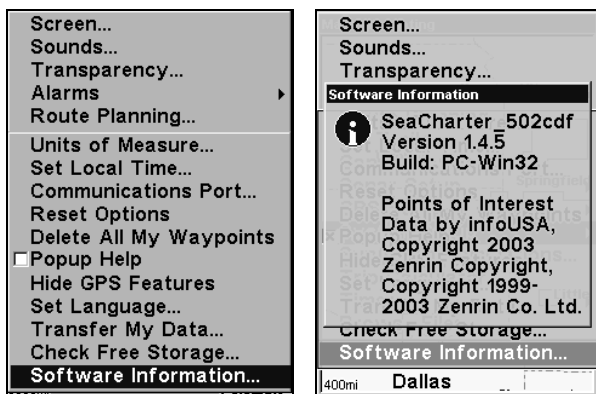 Screen...
Sounds...
Transparency...
Alarms
Route Planning...
Units of Measure...
Set Local Time...
Communications Port...
Reset Options
Delete All My Waypoints
Popup Help
Hide GPS Features
Set Language...
Transfer My Data...
Check Free Storage...
Software Information...
Screen...
Sounds...
Transparency...
Software Information
SeaCharter_502cdf
Version 1.4.5
Build: PC-Win32
Points of Interest
Data by infoUSA,
Copyright 2003
Zenrin Copyright,
Copyright 1999-
2003 Zenrin Co. Ltd.
Check Free Storage...
Software Information...
400mi
Dallas